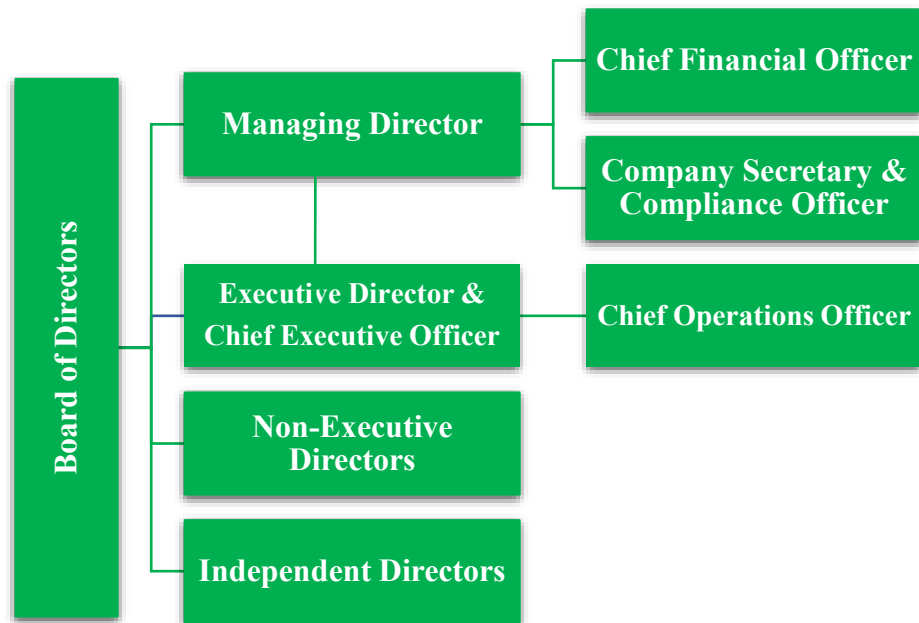 Board of Directors
Managing Director
Chief Financial Officer
Company Secretary &
Compliance Officer
Executive Director &
Chief Executive Officer
Chief Operations Officer
Non-Executive
Directors
Independent Directors